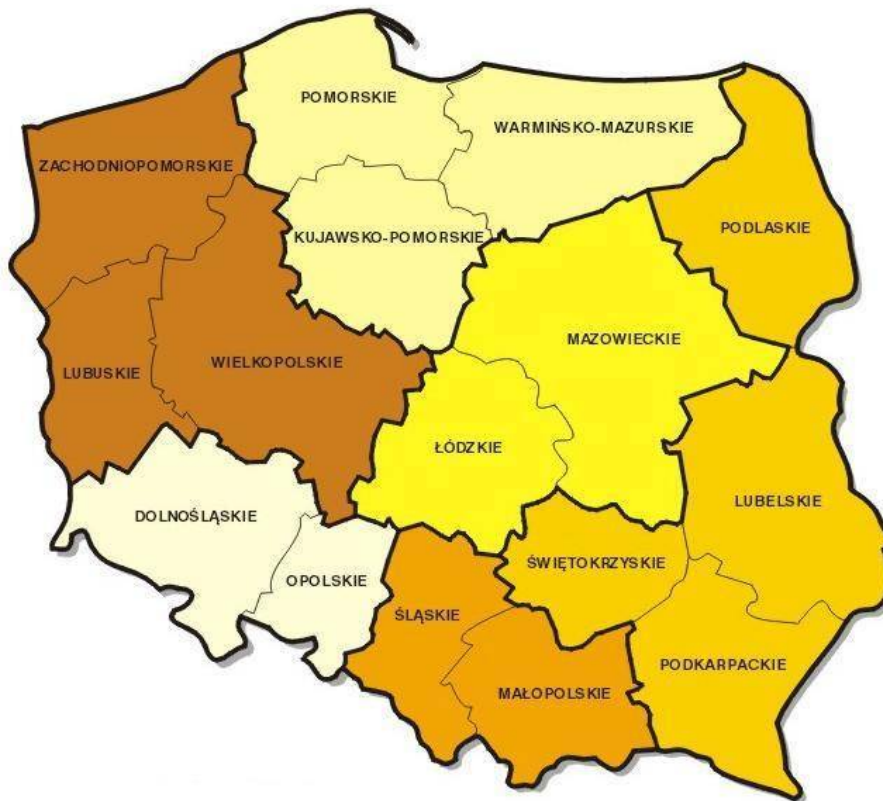 POMORSKIE
WARMIŃSKO-MAZURSKIE
ZACHODNIOPOMORSKIE
PODLASKIE
KUJAWSKO-POMORSKIE
MAZOWIECKIE
WIELKOPOLSKIE
LUBUSKIE
ŁÓDZKIE
LUBELSKIE
DOLNOŚLĄSKIE
ŚWIĘTOKRZYSKIE
OPOLSKIE
ŚLĄSKIE
PODKARPACKIE
MAŁOPOLSKIE